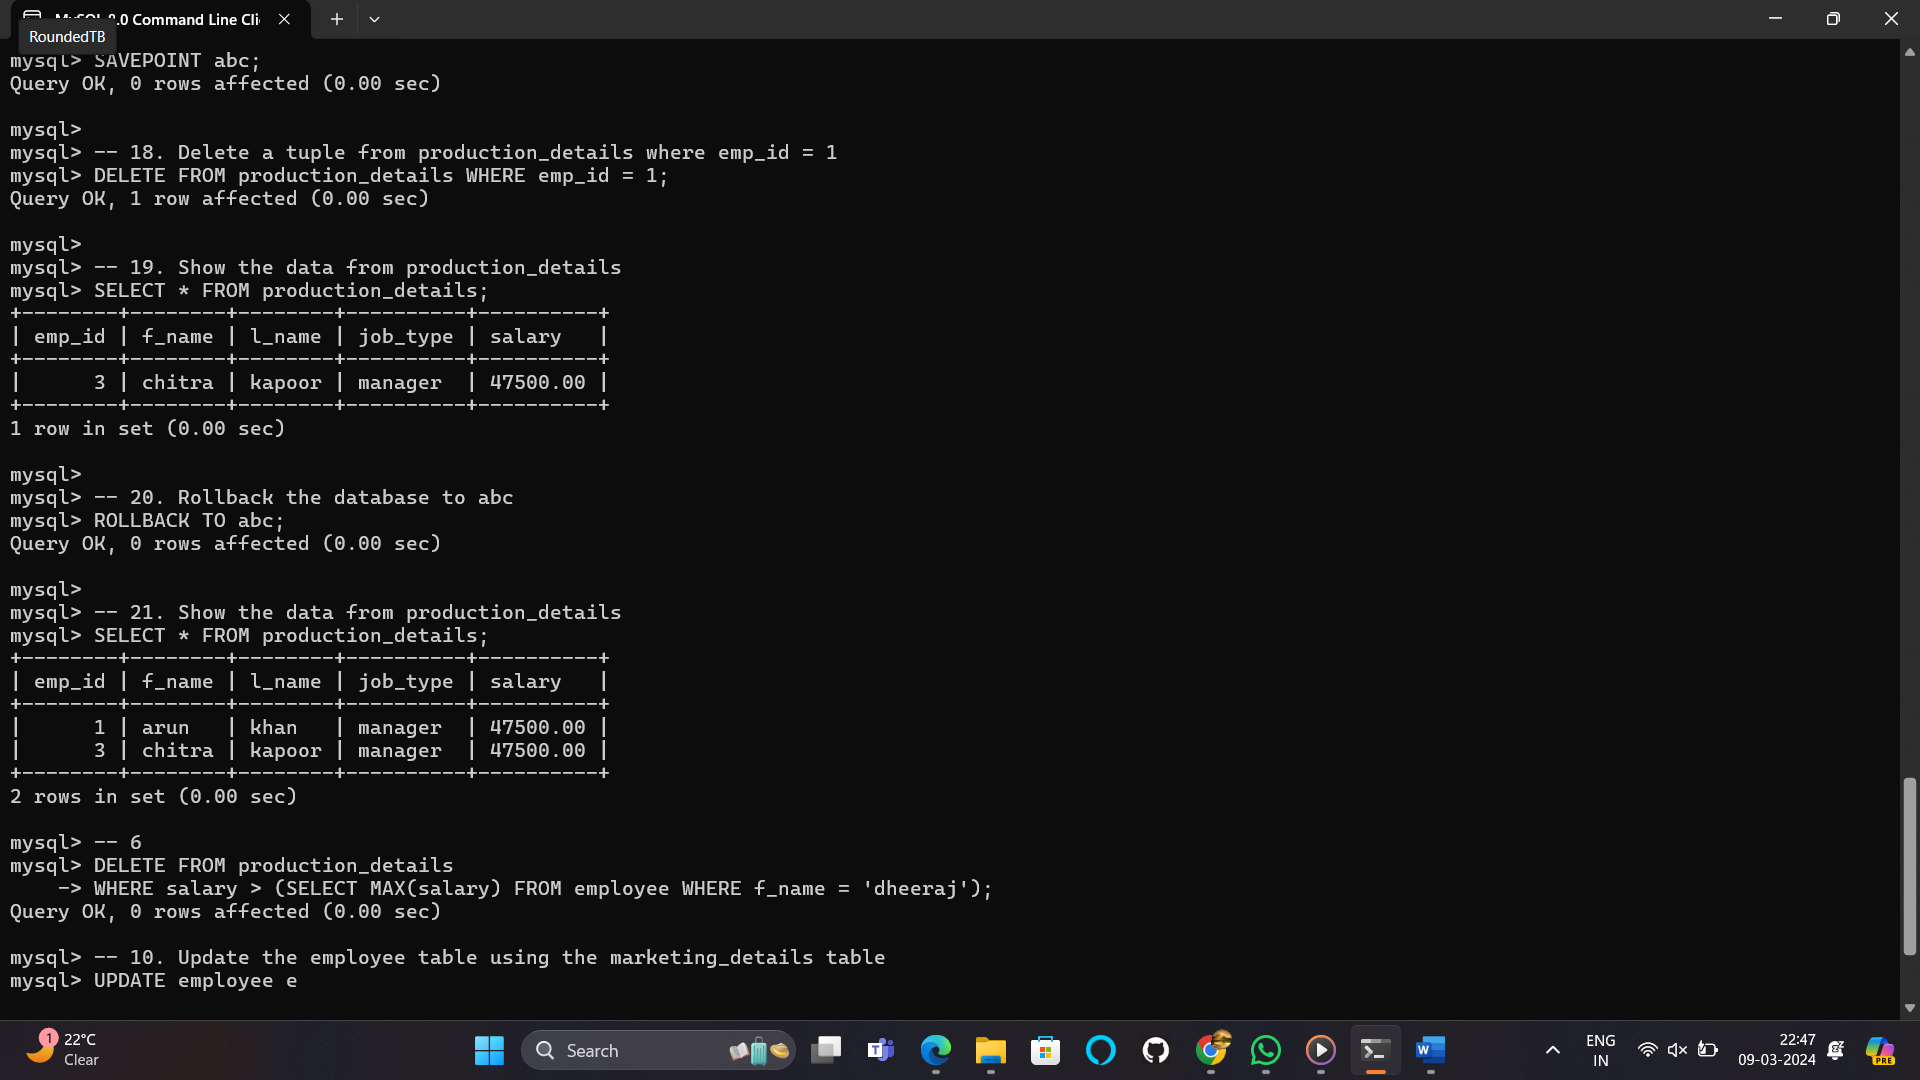 MySQL 8.0 Command Line Cli
RoundedTB
mysql> SAVEPOINT abc;
Query OK, 0 rows affected (0.00 sec)
mysql>
mysql> -- 18. Delete a tuple from production_details where emp_id = 1
mysql> DELETE FROM production_details WHERE emp_id = 1;
Query OK, 1 row affected (0.00 sec)
mysql>
mysql> -- 19. Show the data from production_details
mysql> SELECT * FROM production_details;
+--------+--------+--------+----------+----------+
| emp_id | f_name | l_name | job_type | salary   |
+--------+--------+--------+----------+----------+
|      3 | chitra | kapoor | manager  | 47500.00 |
+--------+--------+--------+----------+----------+
1 row in set (0.00 sec)
mysql>
mysql> -- 20. Rollback the database to abc
mysql> ROLLBACK TO abc;
Query OK, 0 rows affected (0.00 sec)
mysql>
mysql> -- 21. Show the data from production_details
mysql> SELECT * FROM production_details;
+--------+--------+--------+----------+----------+
| emp_id | f_name | l_name | job_type | salary   |
+--------+--------+--------+----------+----------+
|      1 | arun   | khan   | manager  | 47500.00 |
|      3 | chitra | kapoor | manager  | 47500.00 |
+--------+--------+--------+----------+----------+
2 rows in set (0.00 sec)
mysql> -- 6
mysql> DELETE FROM production_details
    -> WHERE salary > (SELECT MAX(salary) FROM employee WHERE f_name = 'dheeraj');
Query OK, 0 rows affected (0.00 sec)
mysql> -- 10. Update the employee table using the marketing_details table
mysql> UPDATE employee e
1
22°C
Clear
Search
ENG
IN
22:47
09-03-2024
PRE